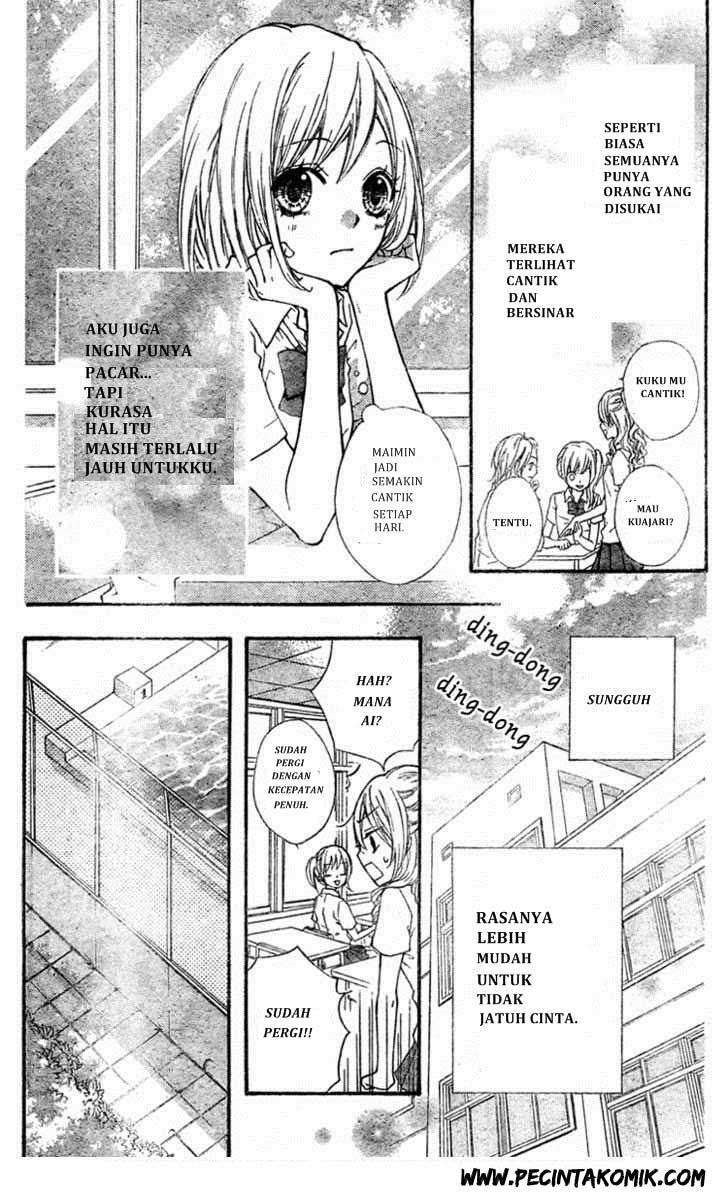 SEPERTI
BIASA
SEMUANYA
PUNYA
ORANG YANG
DISUKAI
MEREKA
TERLIHAT
CANTIK
DAN
BERSINAR
KUKU MU
CANTIK!
...
MAU
KUAJARI?
TENTU.
MAIMIN
JADI
SEMAKIN
CANTIK
SETIAP
HARI.
AKU JUGA
INGIN PUNYA
PACAR...
TAPI
KURASA
HAL ITU
MASIH TERLALU
JAUH UNTUKKU.
ding-dong
ding-dong
SUNGGUH
RASANYA
LEBIH
MUDAH
UNTUK
TIDAK
JATUH CINTA.
HAH?
MANA
AI?
SUDAH
PERGI
DENGAN
KECEPATAN
PENUH.
SUDAH
PERGI!!
WWW.PECINTAKOMIK.COM